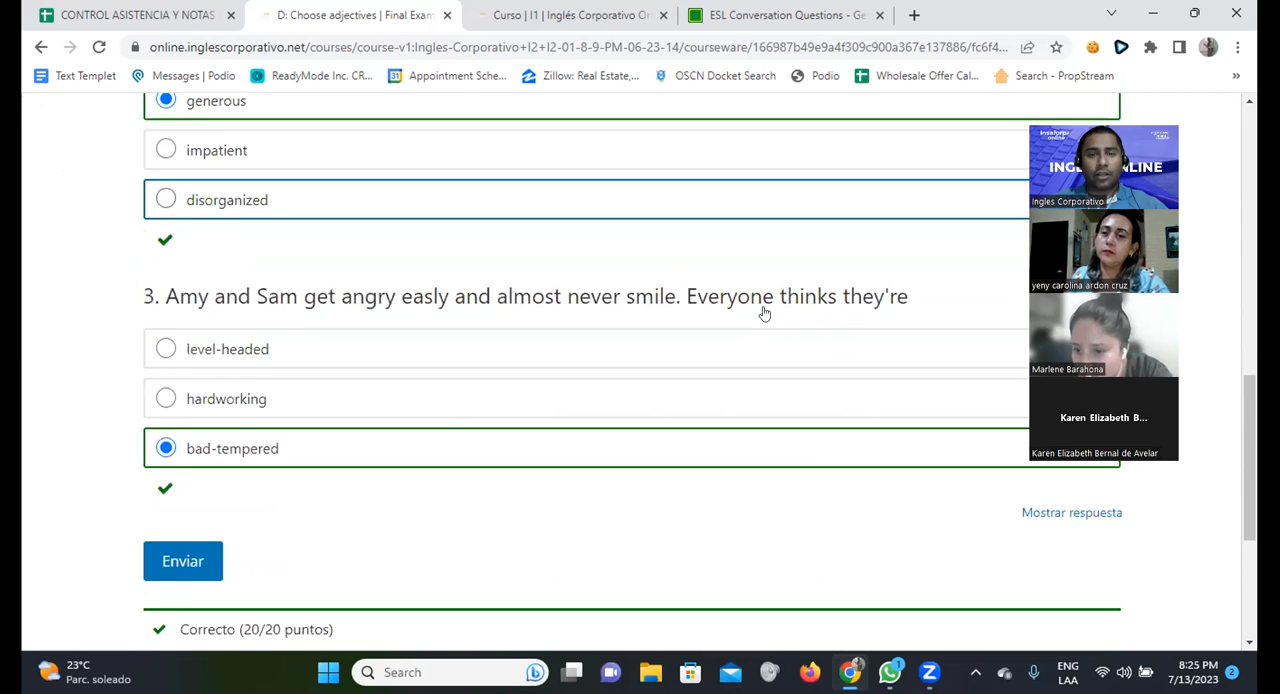 CONTROL ASISTENCIA Y NOTAS
D: Choose adjectives | Final Exam
Curso | I1 | Inglés Corporativo On
ESL Conversation Questions - Ge
online.inglescorporativo.net/courses/course-v1:Ingles-Corporativo+I2+I2-01-8-9-PM-06-23-14/courseware/166987b49e9a4f309c900a367e137886/fc6f4...
Text Templet
Messages | Podio
ReadyMode Inc. CR...
Appointment Sche...
Zillow: Real Estate,...
OSCN Docket Search
Podio
Wholesale Offer Cal...
Search - PropStream
»
generous
impatient
disorganized
3. Amy and Sam get angry easly and almost never smile. Everyone thinks they're
level-headed
hardworking
bad-tempered
Mostrar respuesta
Enviar
Correcto (20/20 puntos)
Ingles Corporativo
yeny carolina ardon cruz
Marlene Barahona
Karen Elizabeth B...
Karen Elizabeth Bernal de Avelar
23°C
Parc. soleado
Search
1
ENG
LAA
8:25 PM
7/13/2023
2